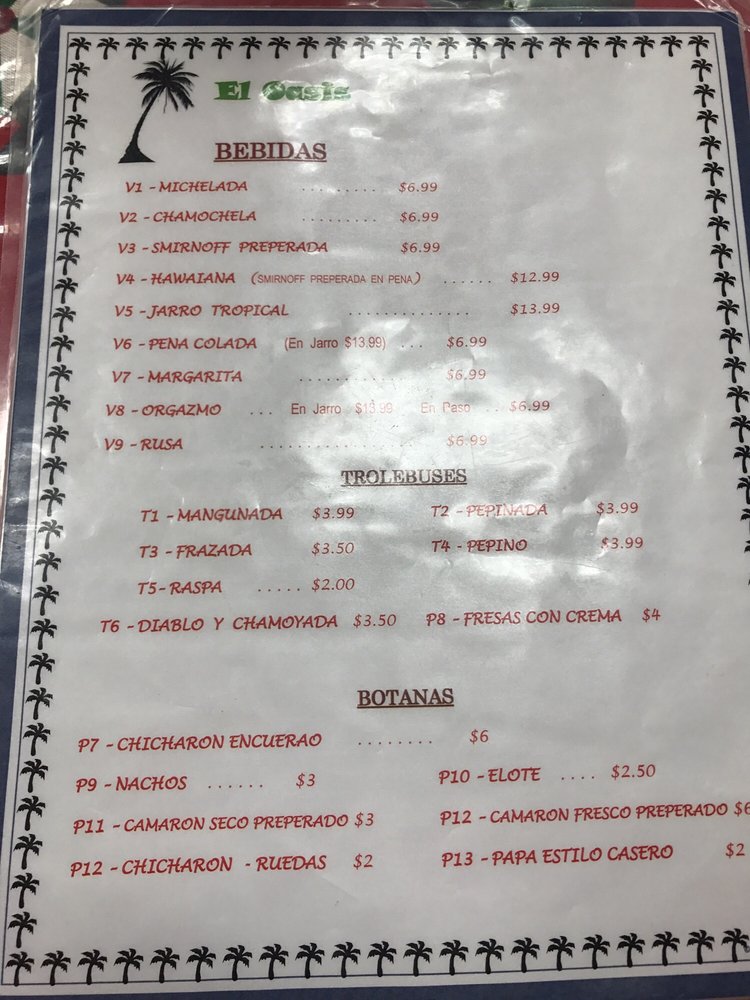 El Oasis
BEBIDAS
V1 - MICHELADA ......... $6.99
V2 - CHAMOCHELA ......... $6.99
V3 - SMIRNOFF PREPERADA $6.99
V4 - HAWAIANA (SMIRNOFF PREPERADA EN PENA) ...... $12.99
V5 - JARRO TROPICAL .............. $13.99
V6 - PENA COLADA (En Jarro $13.99) ... $6.99
V7 - MARGARITA ............ $6.99
V8 - ORGAZMO ... En Jarro $13.99 En Paso .. $6.99
V9 - RUSA ................. $6.99
TROLEBUSES
T1 - MANGUNADA $3.99 T2 - PEPINADA $3.99
T3 - FRAZADA $3.50 T4 - PEPINO $3.99
T5 - RASPA ..... $2.00
T6 - DIABLO Y CHAMOYADA $3.50 P8 - FRESAS CON CREMA $4
BOTANAS
P7 - CHICHARON ENCUERAO ........ $6
P9 - NACHOS ...... $3 P10 - ELOTE .... $2.50
P11 - CAMARON SECO PREPERADO $3 P12 - CAMARON FRESCO PREPERADO $6
P12 - CHICHARON - RUEDAS $2 P13 - PAPA ESTILO CASERO $2